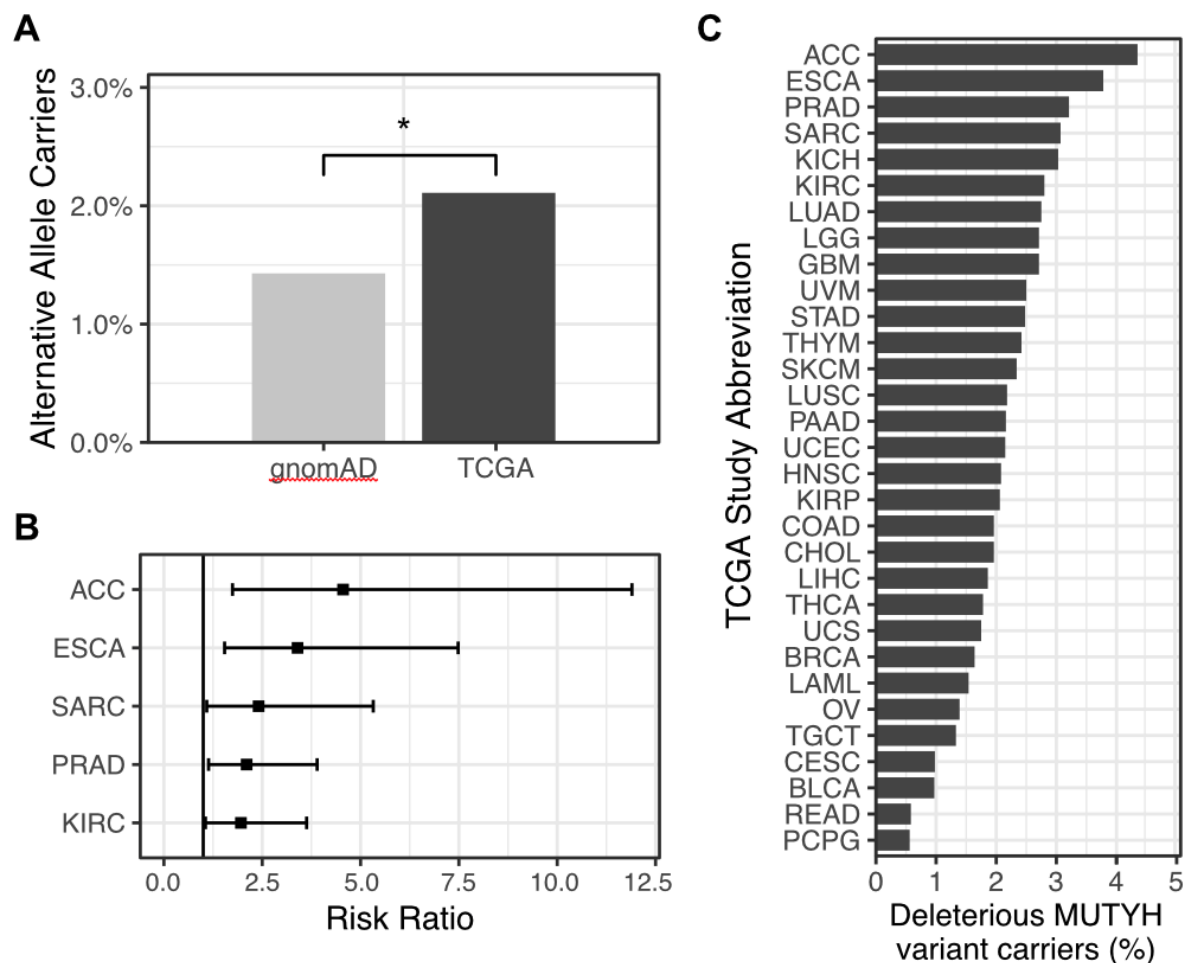 A
Alternative Allele Carriers
3.0%
2.0%
1.0%
0.0%
*
gnomAD
TCGA
B
ACC
ESCA
SARC
PRAD
KIRC
0.0 2.5 5.0 7.5 10.0 12.5
Risk Ratio
C
TCGA Study Abbreviation
ACC
ESCA
PRAD
SARC
KICH
KIRC
LUAD
LGG
GBM
UVM
STAD
THYM
SKCM
LUSC
PAAD
UCEC
HNSC
KIRP
COAD
CHOL
LIHC
THCA
UCS
BRCA
LAML
OV
TGCT
CESC
BLCA
READ
PCPG
0 1 2 3 4 5
Deleterious MUTYH
variant carriers (%)